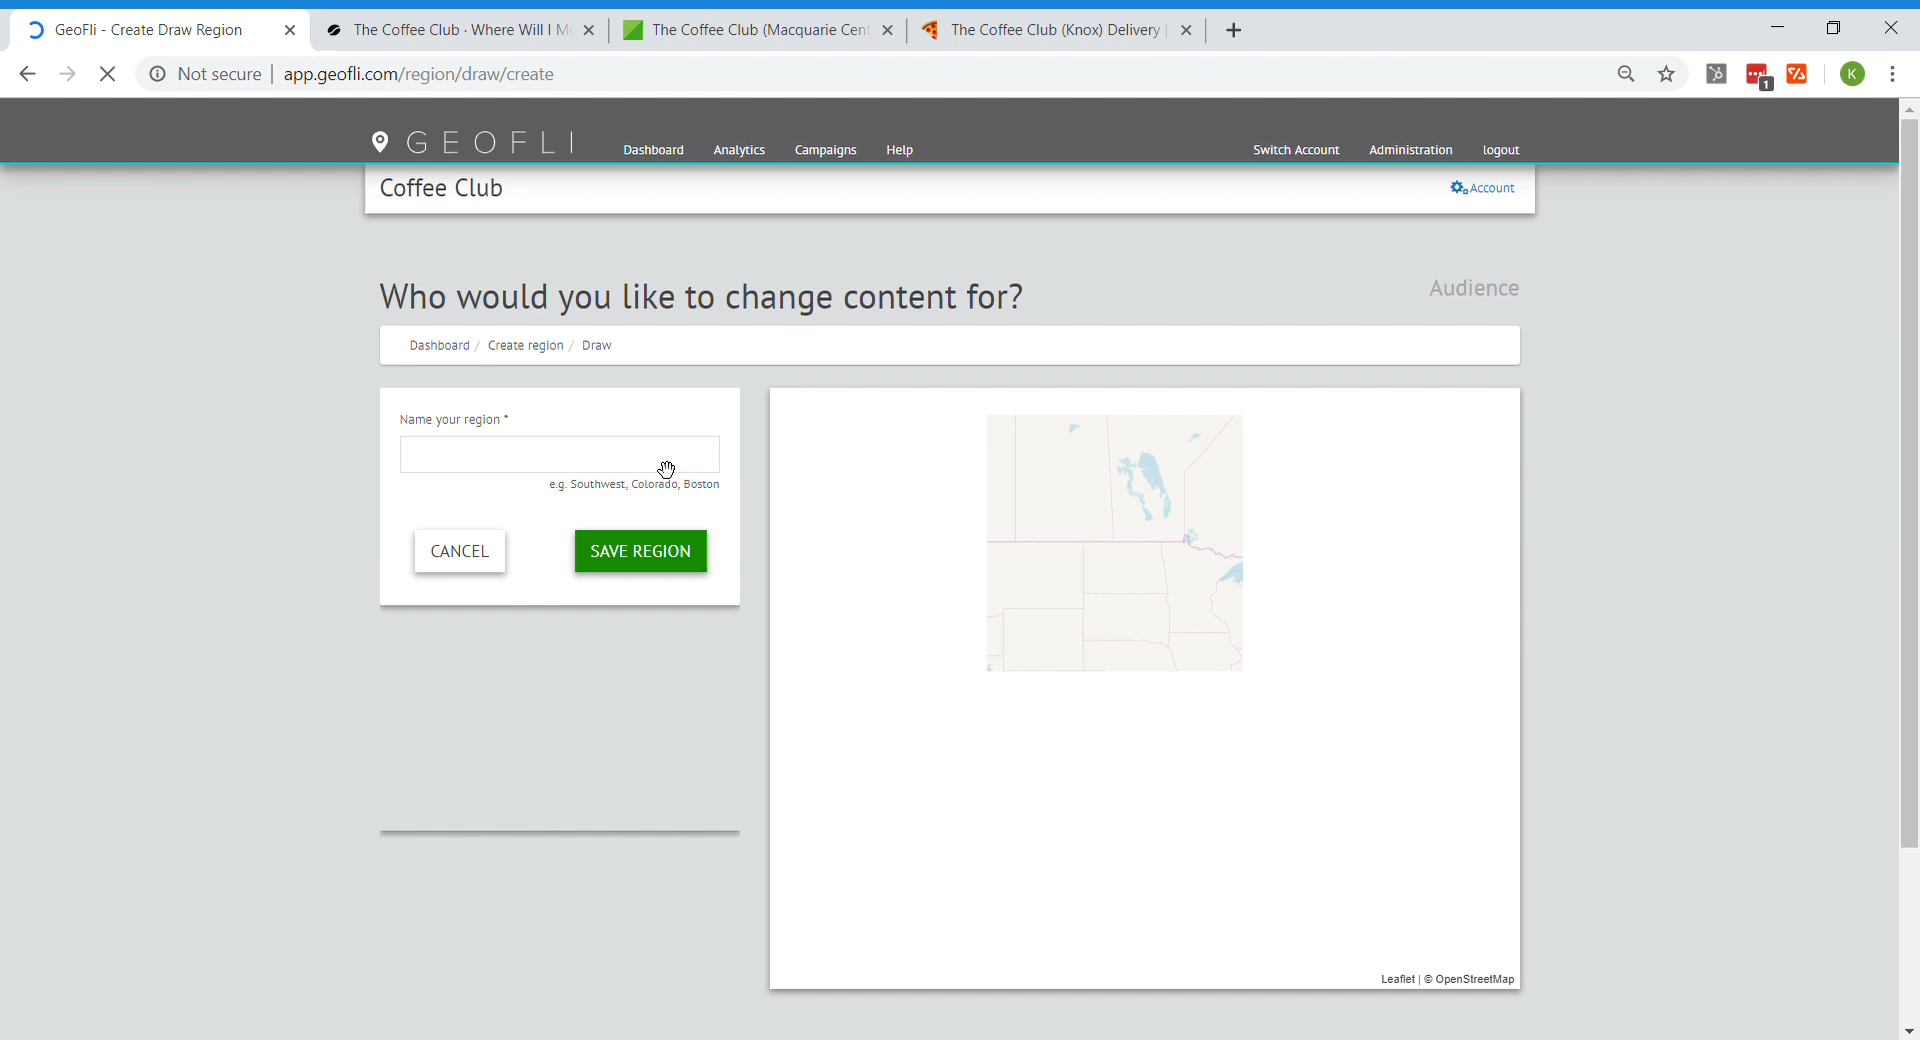 GeoFli - Create Draw Region
The Coffee Club · Where Will I M
The Coffee Club (Macquarie Cent
The Coffee Club (Knox) Delivery |
Not secure | app.geofli.com/region/draw/create
1
K
GEOFLI
Dashboard
Analytics
Campaigns
Help
Switch Account
Administration
logout
Coffee Club
Account
Who would you like to change content for?
Audience
Dashboard / Create region / Draw
Name your region *
e.g. Southwest, Colorado, Boston
CANCEL
SAVE REGION
Leaflet | © OpenStreetMap